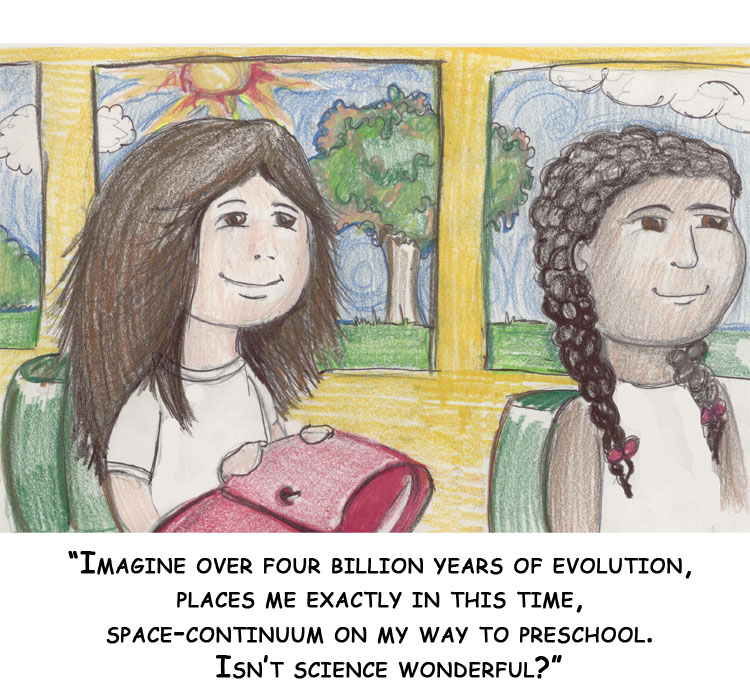 "Imagine over four billion years of evolution,
places me exactly in this time,
space-continuum on my way to preschool.
Isn't science wonderful?"